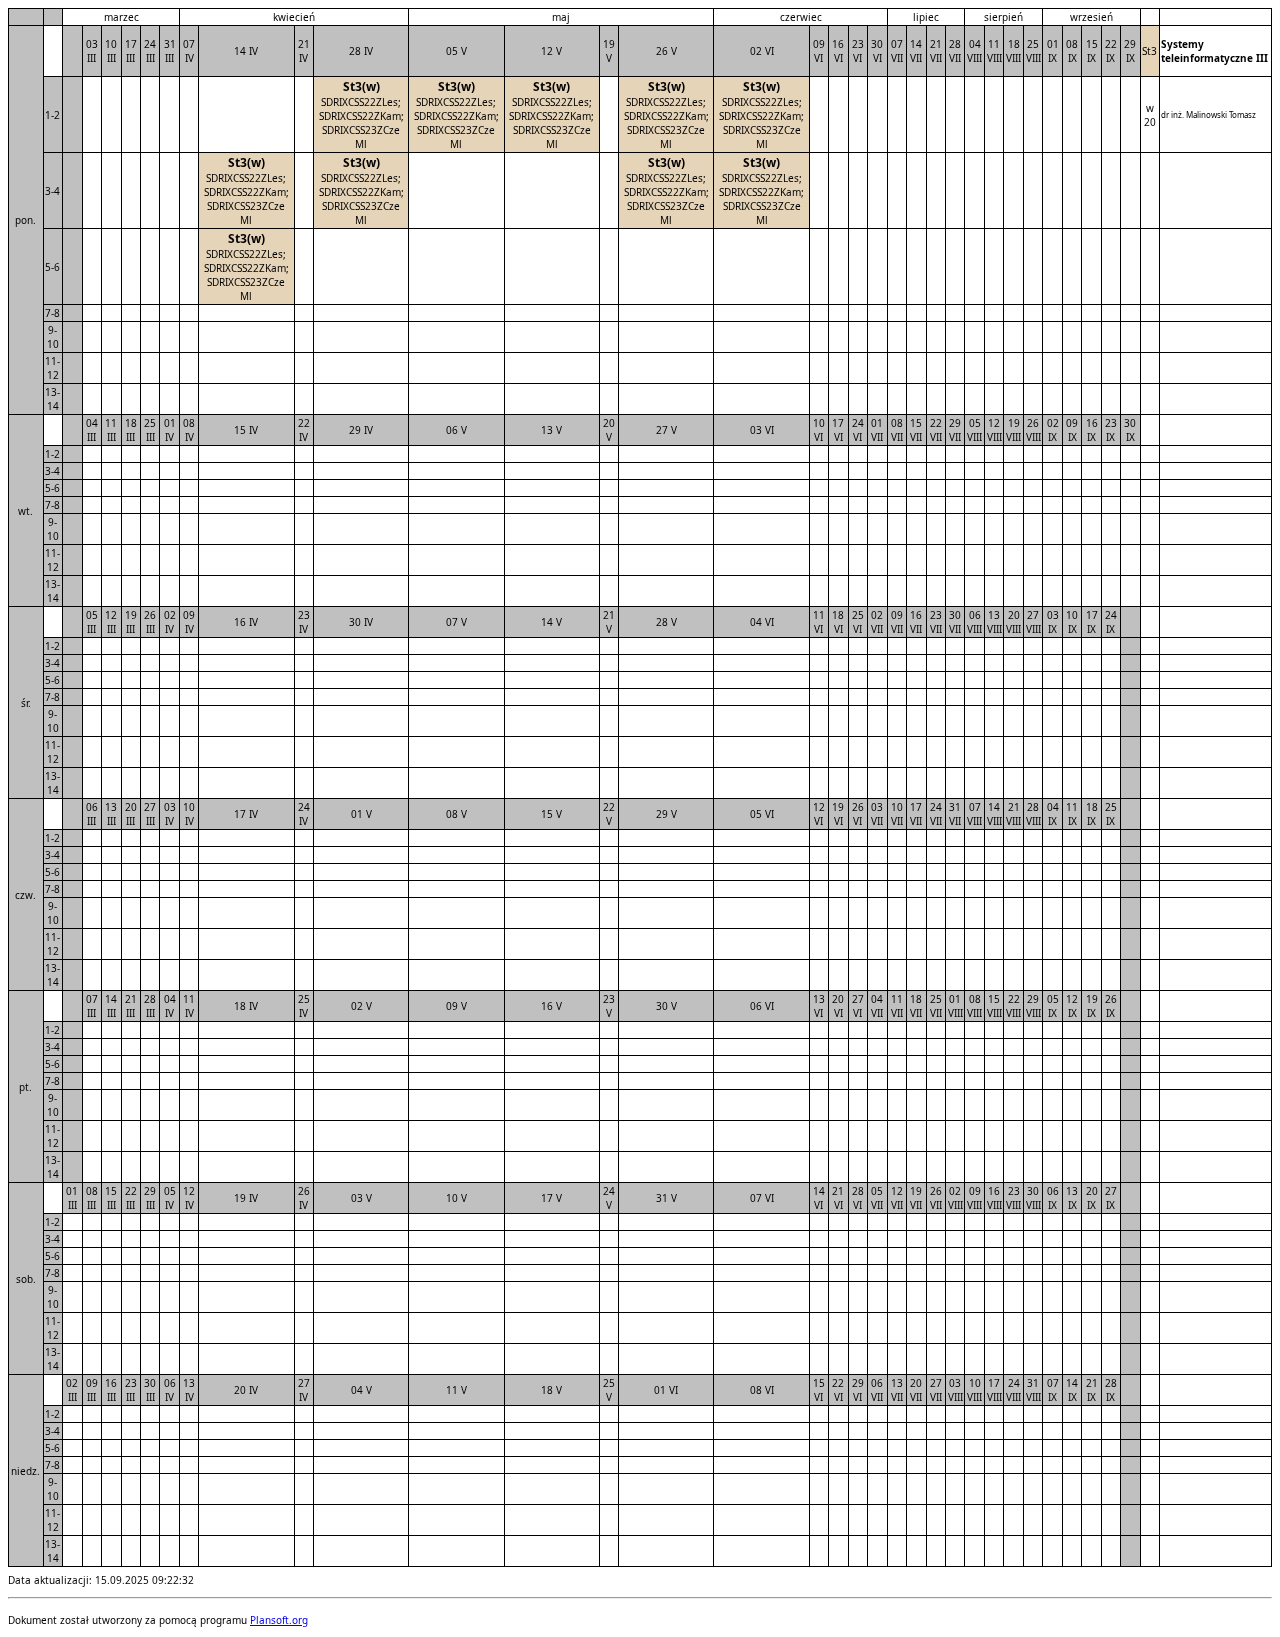 marzec kwiecień maj czerwiec lipiec sierpień wrzesień
pon.
03 10 17 24 31 07 14 IV 21 28 IV 05 V 12 V 19 26 V 02 VI 09 16 23 30 07 14 21 28 04 11 18 25 01 08 15 22 29 St3 Systemy
III III III III III IV IV V VI VI VI VI VII VII VII VII VIII VIII VIII VIII IX IX IX IX IX teleinformatyczne III
1-2
St3(w) St3(w) St3(w) St3(w) St3(w)
SDRIXCSS22ZLes; SDRIXCSS22ZLes; SDRIXCSS22ZLes; SDRIXCSS22ZLes; SDRIXCSS22ZLes;
SDRIXCSS22ZKam; SDRIXCSS22ZKam; SDRIXCSS22ZKam; SDRIXCSS22ZKam; SDRIXCSS22ZKam;
SDRIXCSS23ZCze SDRIXCSS23ZCze SDRIXCSS23ZCze SDRIXCSS23ZCze SDRIXCSS23ZCze
Ml Ml Ml Ml Ml
w
20
dr inż. Malinowski Tomasz
3-4
St3(w) St3(w) St3(w) St3(w)
SDRIXCSS22ZLes; SDRIXCSS22ZLes; SDRIXCSS22ZLes; SDRIXCSS22ZLes;
SDRIXCSS22ZKam; SDRIXCSS22ZKam; SDRIXCSS22ZKam; SDRIXCSS22ZKam;
SDRIXCSS23ZCze SDRIXCSS23ZCze SDRIXCSS23ZCze SDRIXCSS23ZCze
Ml Ml Ml Ml
5-6
St3(w)
SDRIXCSS22ZLes;
SDRIXCSS22ZKam;
SDRIXCSS23ZCze
Ml
7-8
9-
10
11-
12
13-
14
wt.
04 11 18 25 01 08 15 IV 22 29 IV 06 V 13 V 20 27 V 03 VI 10 17 24 01 08 15 22 29 05 12 19 26 02 09 16 23 30
III III III III IV IV IV V VI VI VI VII VII VII VII VII VIII VIII VIII VIII IX IX IX IX IX
1-2
3-4
5-6
7-8
9-
10
11-
12
13-
14
śr.
05 12 19 26 02 09 16 IV 23 30 IV 07 V 14 V 21 28 V 04 VI 11 18 25 02 09 16 23 30 06 13 20 27 03 10 17 24
III III III III IV IV IV V VI VI VI VII VII VII VII VII VIII VIII VIII VIII IX IX IX IX
1-2
3-4
5-6
7-8
9-
10
11-
12
13-
14
czw.
06 13 20 27 03 10 17 IV 24 01 V 08 V 15 V 22 29 V 05 VI 12 19 26 03 10 17 24 31 07 14 21 28 04 11 18 25
III III III III IV IV IV V VI VI VI VII VII VII VII VII VIII VIII VIII VIII IX IX IX IX
1-2
3-4
5-6
7-8
9-
10
11-
12
13-
14
pt.
07 14 21 28 04 11 18 IV 25 02 V 09 V 16 V 23 30 V 06 VI 13 20 27 04 11 18 25 01 08 15 22 29 05 12 19 26
III III III III IV IV IV V VI VI VI VII VII VII VII VIII VIII VIII VIII VIII IX IX IX IX
1-2
3-4
5-6
7-8
9-
10
11-
12
13-
14
sob.
01 08 15 22 29 05 12 19 IV 26 03 V 10 V 17 V 24 31 V 07 VI 14 21 28 05 12 19 26 02 09 16 23 30 06 13 20 27
III III III III III IV IV IV V VI VI VI VII VII VII VII VIII VIII VIII VIII VIII IX IX IX IX
1-2
3-4
5-6
7-8
9-
10
11-
12
13-
14
niedz.
02 09 16 23 30 06 13 20 IV 27 04 V 11 V 18 V 25 01 VI 08 VI 15 22 29 06 13 20 27 03 10 17 24 31 07 14 21 28
III III III III III IV IV IV V VI VI VI VII VII VII VII VIII VIII VIII VIII VIII IX IX IX IX
1-2
3-4
5-6
7-8
9-
10
11-
12
13-
14
Data aktualizacji: 15.09.2025 09:22:32
Dokument został utworzony za pomocą programu Plansoft.org